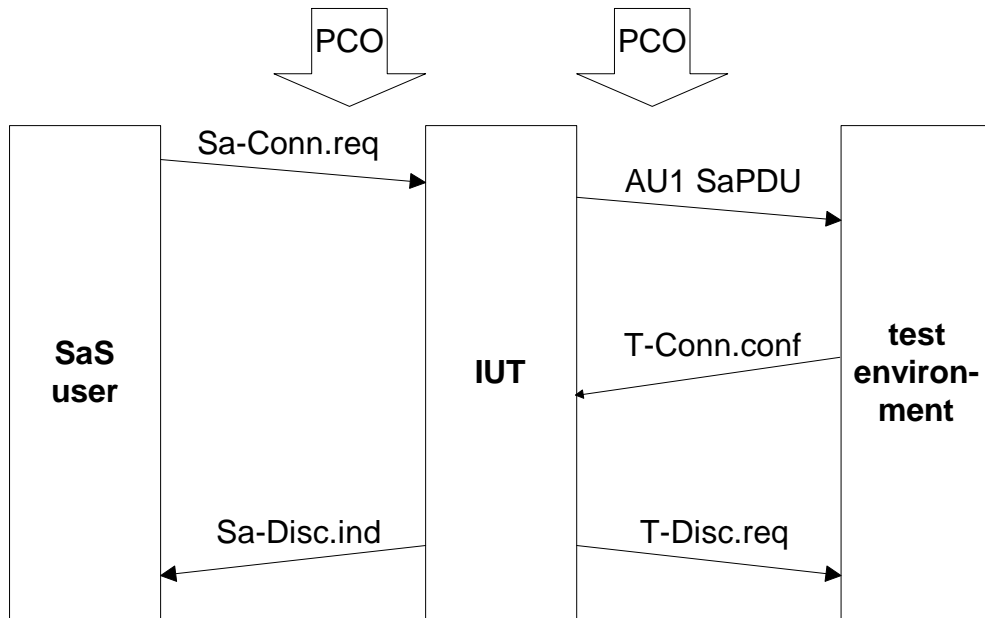 PCO
PCO
Sa-Conn.req
AU1 SaPDU
SaS
user
IUT
T-Conn.conf
test
environ-
ment
Sa-Disc.ind
T-Disc.req